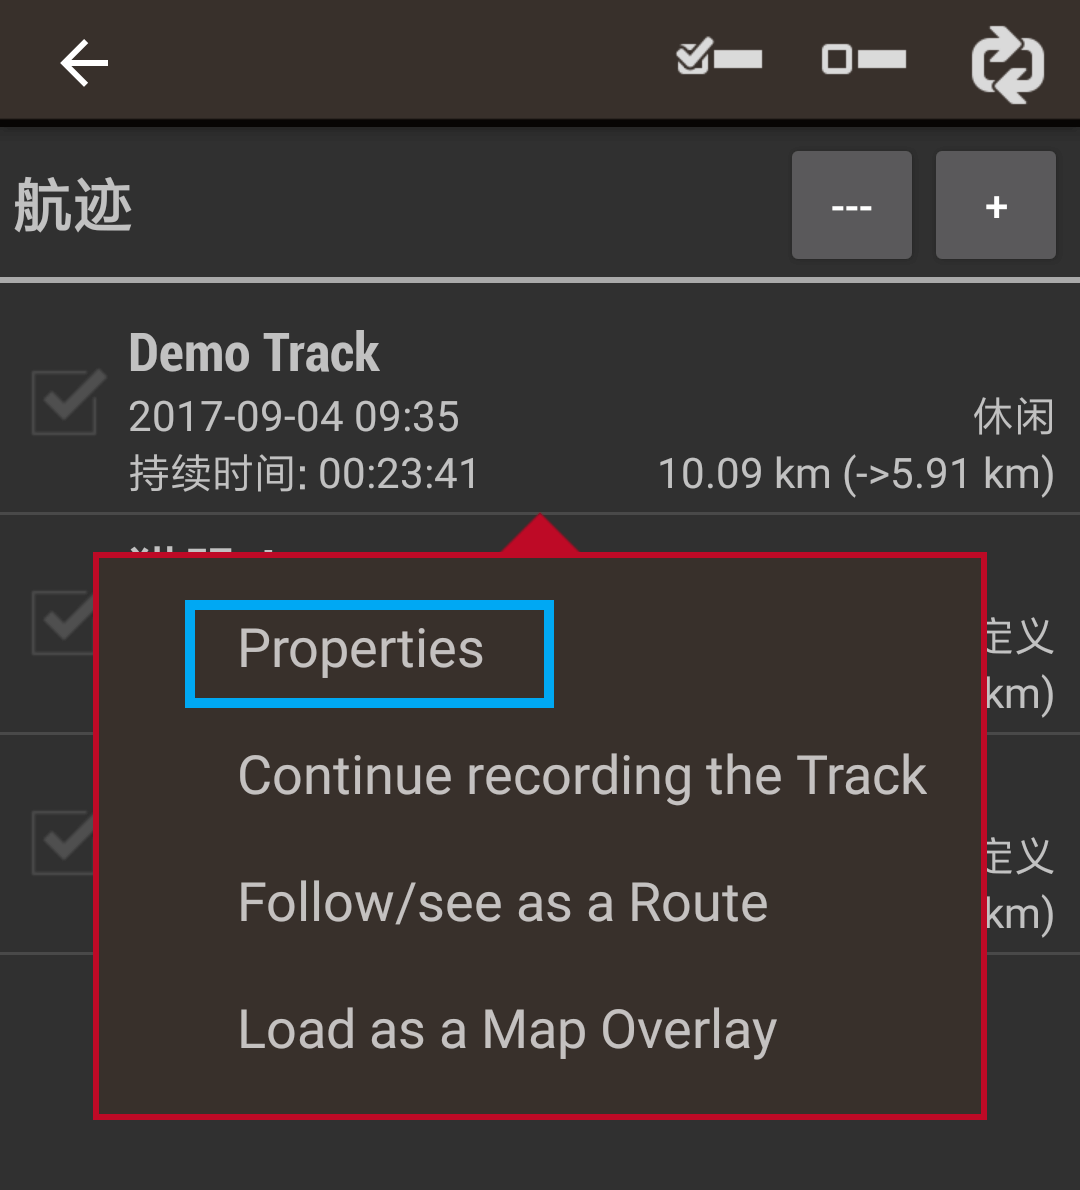 航迹
---
+
Demo Track
2017-09-04 09:35
休闲
持续时间: 00:23:41
10.09 km (->5.91 km)
定义
km)
Properties
Continue recording the Track
Follow/see as a Route
定义
km)
Load as a Map Overlay